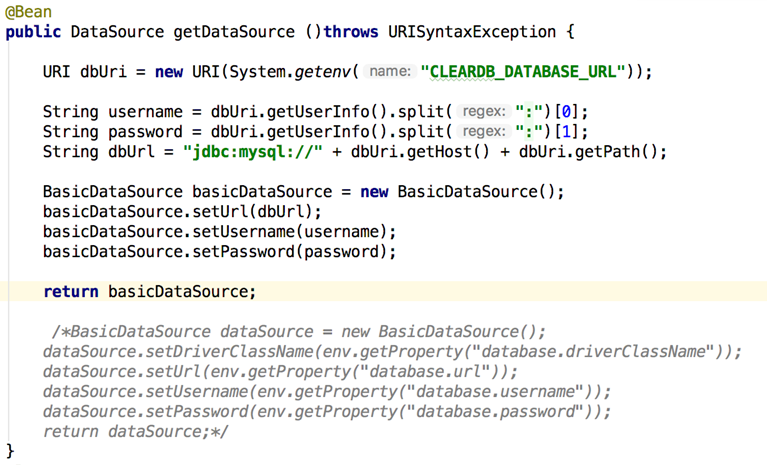 @Bean
public DataSource getDataSource ()throws URISyntaxException {
URI dbUri = new URI(System.getenv( name: "CLEARDB_DATABASE_URL"));
String username = dbUri.getUserInfo().split( regex: ":")[0];
String password = dbUri.getUserInfo().split( regex: ":")[1];
String dbUrl = "jdbc:mysql://" + dbUri.getHost() + dbUri.getPath();
BasicDataSource basicDataSource = new BasicDataSource();
basicDataSource.setUrl(dbUrl);
basicDataSource.setUsername(username);
basicDataSource.setPassword(password);
return basicDataSource;
/*BasicDataSource dataSource = new BasicDataSource();
dataSource.setDriverClassName(env.getProperty("database.driverClassName"));
dataSource.setUrl(env.getProperty("database.url"));
dataSource.setUsername(env.getProperty("database.username"));
dataSource.setPassword(env.getProperty("database.password"));
return dataSource;*/
}